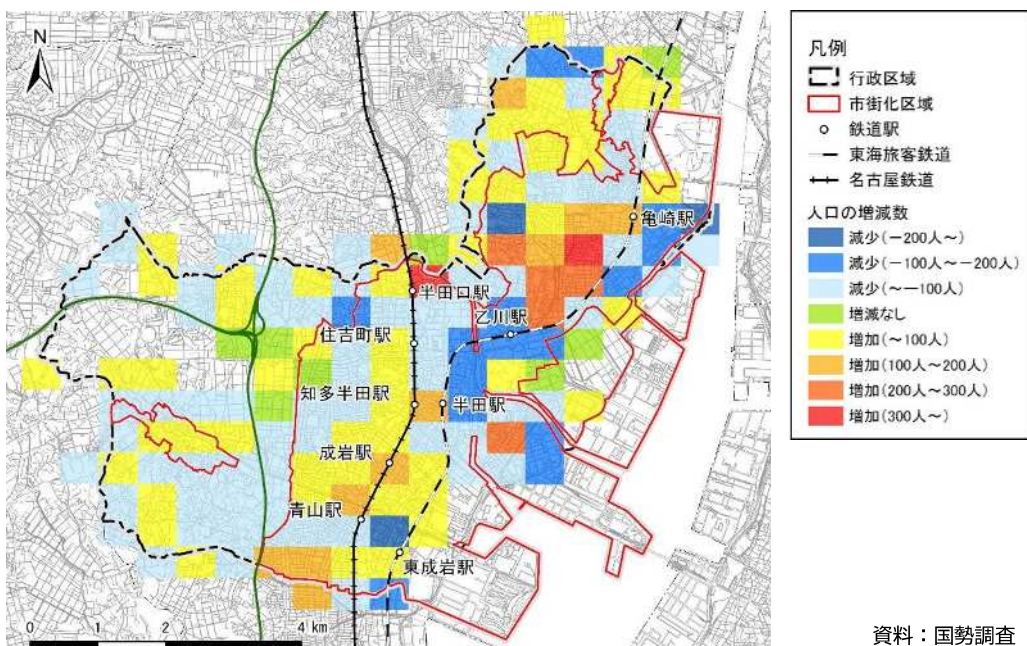 N
亀崎駅
半田口駅
乙川駅
住吉町駅
知多半田駅
半田駅
成岩駅
青山駅
東成岩駅
0 1 2 4 km
凡例
行政区域
市街化区域
鉄道駅
東海旅客鉄道
名古屋鉄道
人口の増減数
減少(-200人~)
減少(-100人~-200人)
減少(~-100人)
増減なし
増加(~100人)
増加(100人~200人)
増加(200人~300人)
増加(300人~)
資料:国勢調査